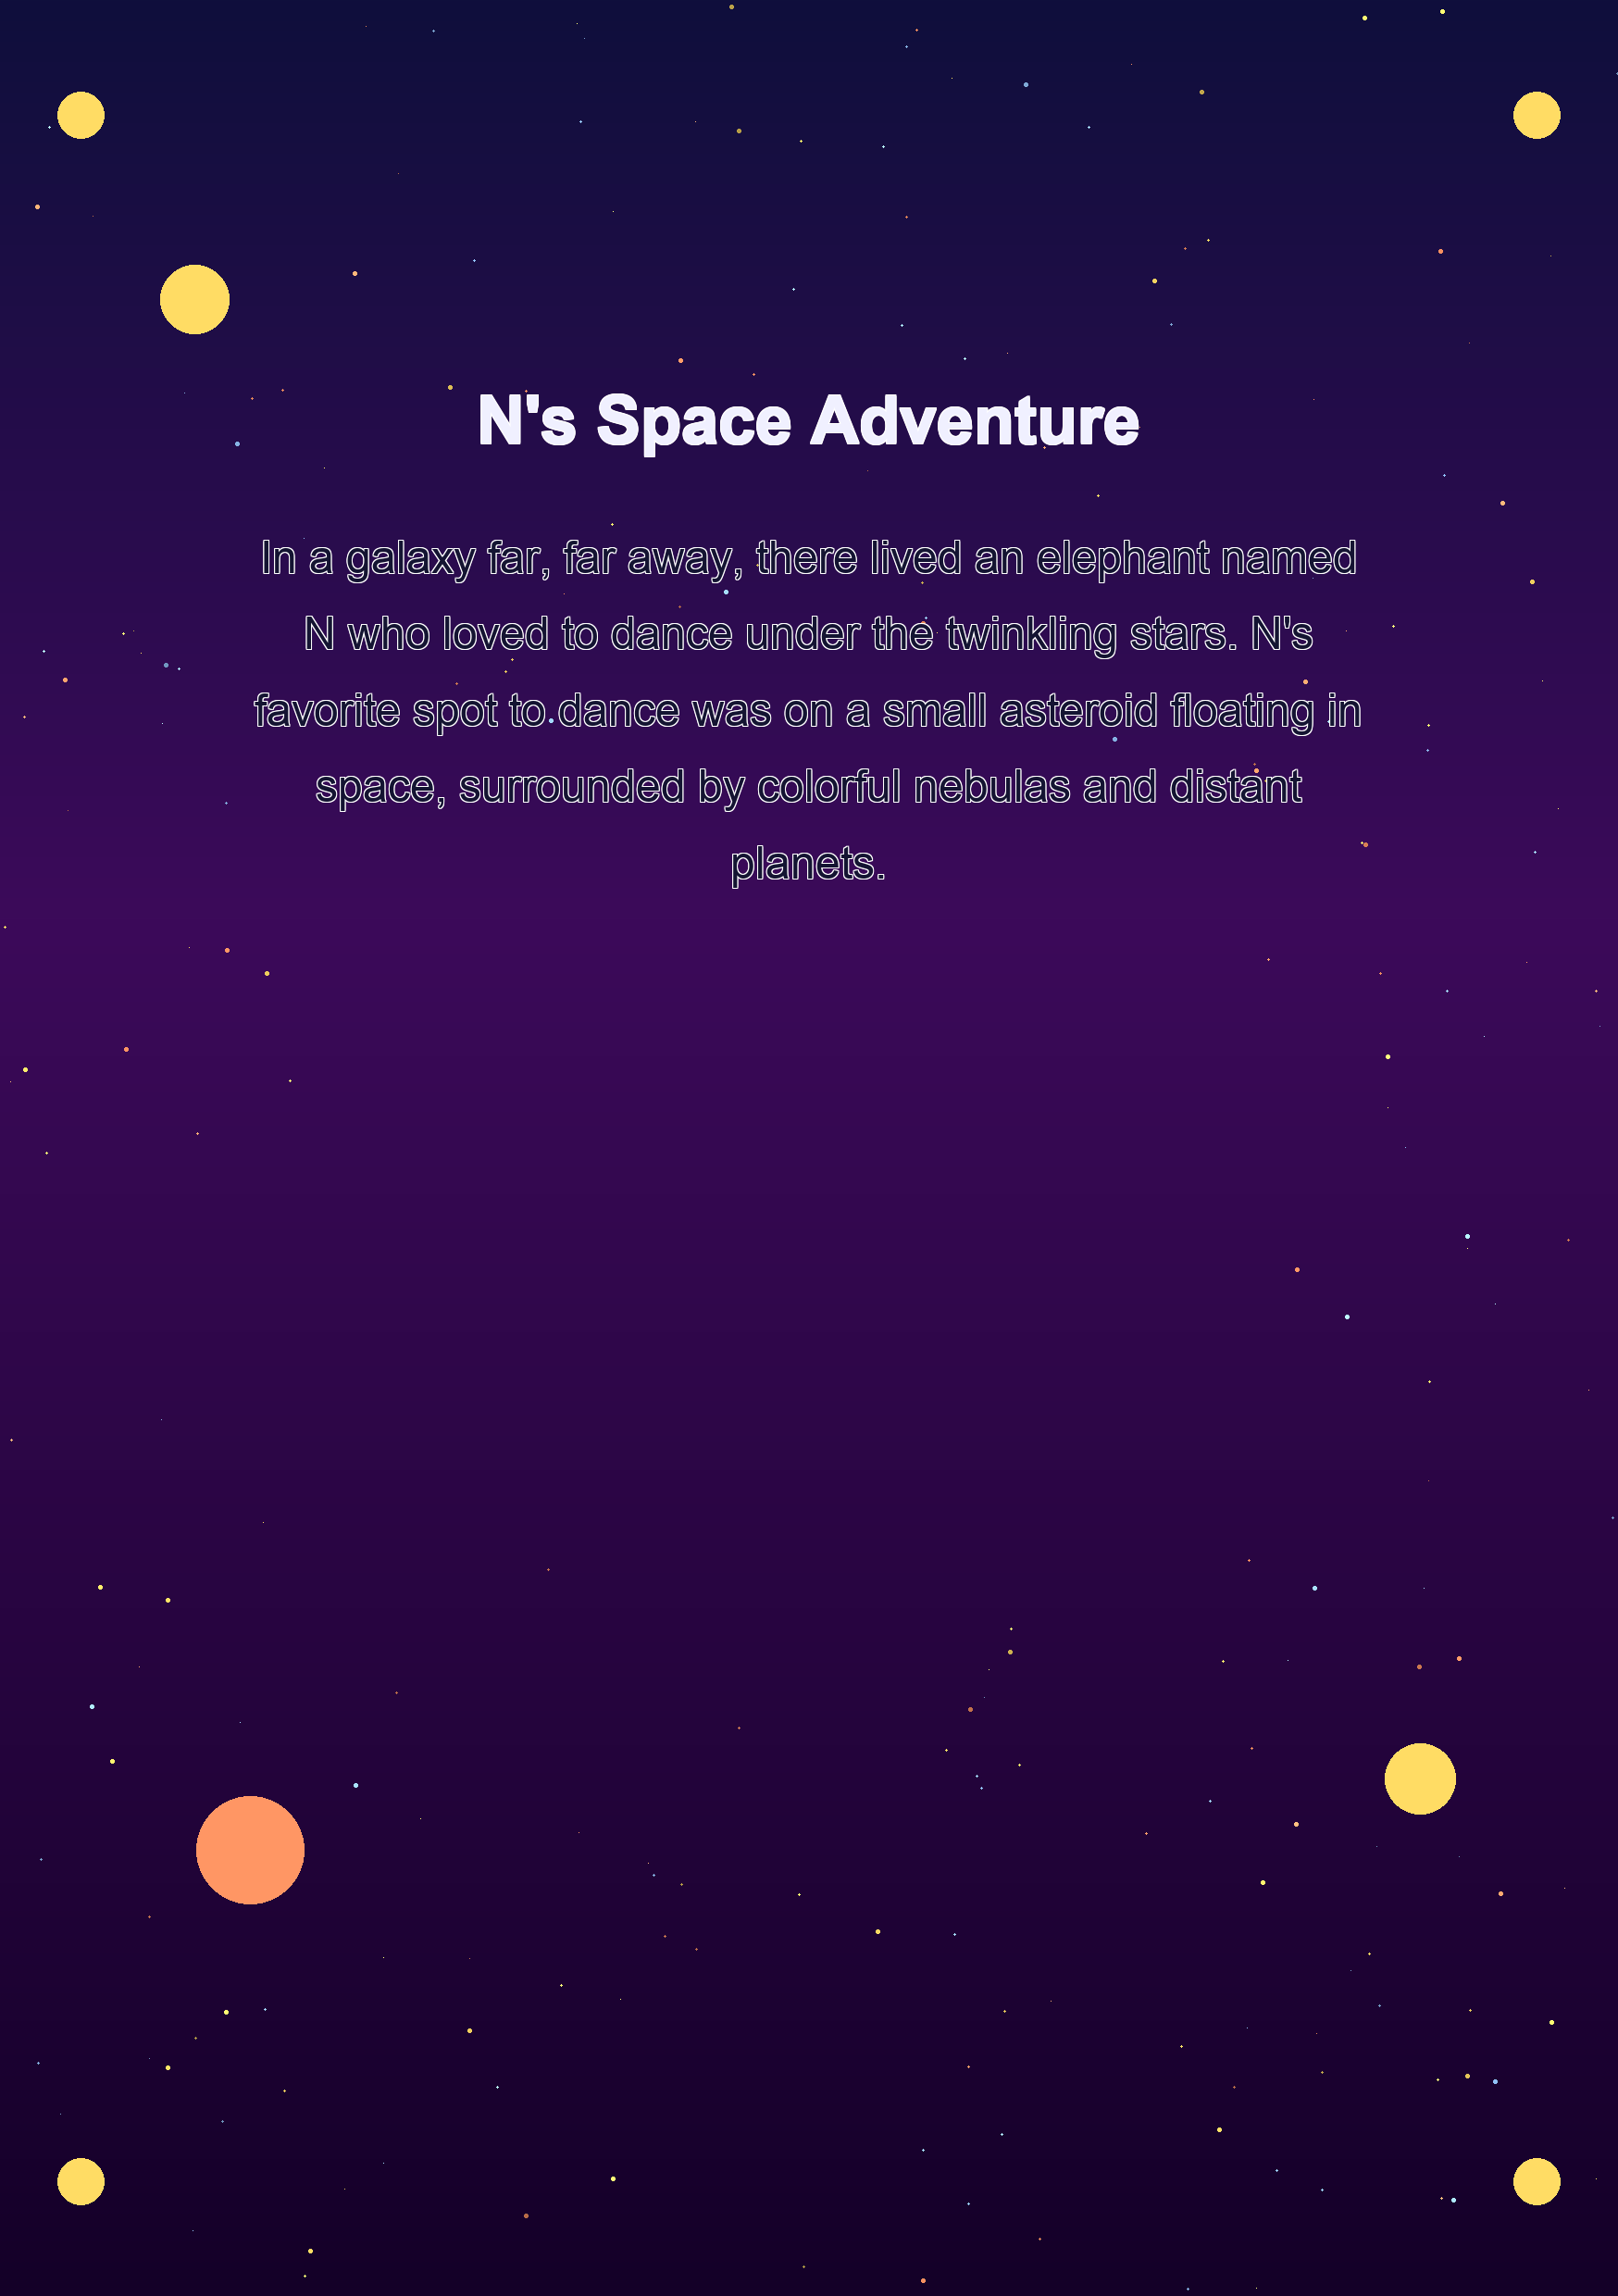 N's Space Adventure
In a galaxy far, far away, there lived an elephant named
N who loved to dance under the twinkling stars. N's
favorite spot to dance was on a small asteroid floating in
space, surrounded by colorful nebulas and distant
planets.